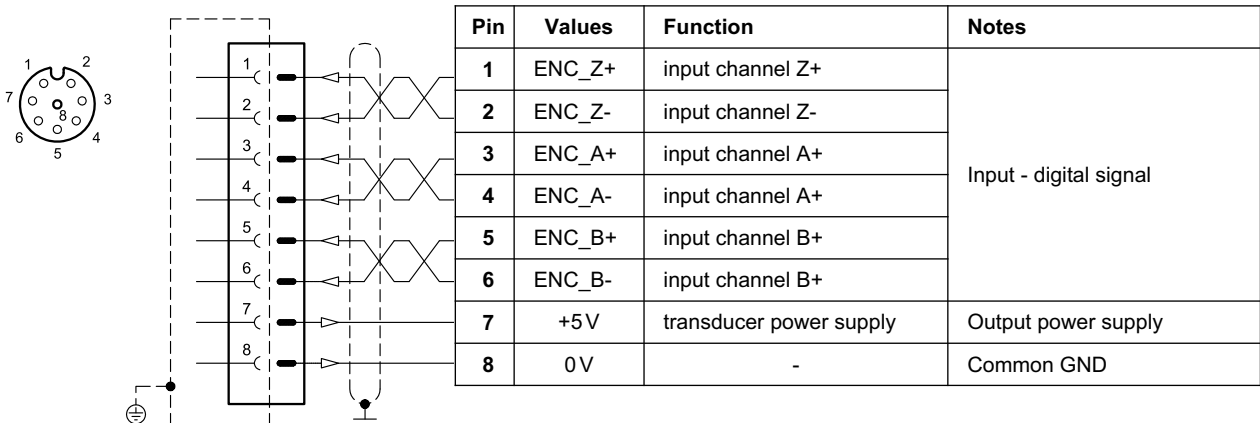 1 2
7 3
8
6 4
5
1
2
3
4
5
6
7
8
Pin Values Function Notes
1 ENC_Z+ input channel Z+
2 ENC_Z- input channel Z-
3 ENC_A+ input channel A+
Input - digital signal
4 ENC_A- input channel A+
5 ENC_B+ input channel B+
6 ENC_B- input channel B+
7 +5V transducer power supply Output power supply
8 0V - Common GND